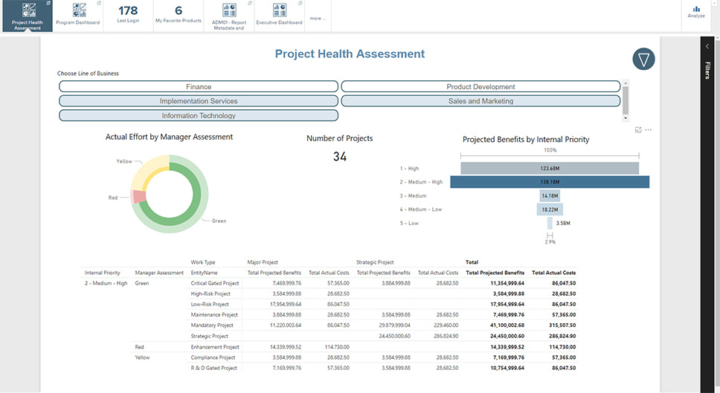 Project Health
Assessment
Program Dashboard
178
Last Login
6
My Favorite Products
ADM01 - Report
Metadata and
Executive Dashboard
more...
Analyze
Filters
Project Health Assessment
Choose Line of Business
Finance
Product Development
Implementation Services
Sales and Marketing
Information Technology
Actual Effort by Manager Assessment
Yellow
Red
Green
Number of Projects
34
Projected Benefits by Internal Priority
100%
1 - High
123.60M
2 - Medium - High
3 - Medium
14.18M
4 - Medium - Low
18.22M
5 - Low
3.58M
2.9%
Work Type Major Project Strategic Project Total
Internal Priority Manager Assessment EntityName Total Projected Benefits Total Actual Costs Total Projected Benefits Total Actual Costs Total Projected Benefits Total Actual Costs
2 - Medium - High Green Critical Gated Project 7,469,999.76 57,365.00 3,884,999.88 28,682.50 11,354,999.64 86,047.50
High-Risk Project 3,584,999.88 28,682.50 3,584,999.88 28,682.50
Low-Risk Project 17,954,999.64 86,047.50 17,954,999.64 86,047.50
Maintenance Project 3,884,999.88 28,682.50 3,584,999.88 28,682.50 7,469,999.76 57,365.00
Mandatory Project 11,220,003.64 86,047.50 29,879,999.04 229,460.00 41,100,002.68 315,507.50
Strategic Project 24,450,000.60 286,824.90 24,450,000.60 286,824.90
Red Enhancement Project 14,339,999.52 114,730.00 14,339,999.52 114,730.00
Yellow Compliance Project 3,584,999.88 28,682.50 3,584,999.88 28,682.50 7,169,999.76 57,365.00
R & D Gated Project 7,169,999.76 57,365.00 3,584,999.88 28,682.50 10,754,999.64 86,047.50